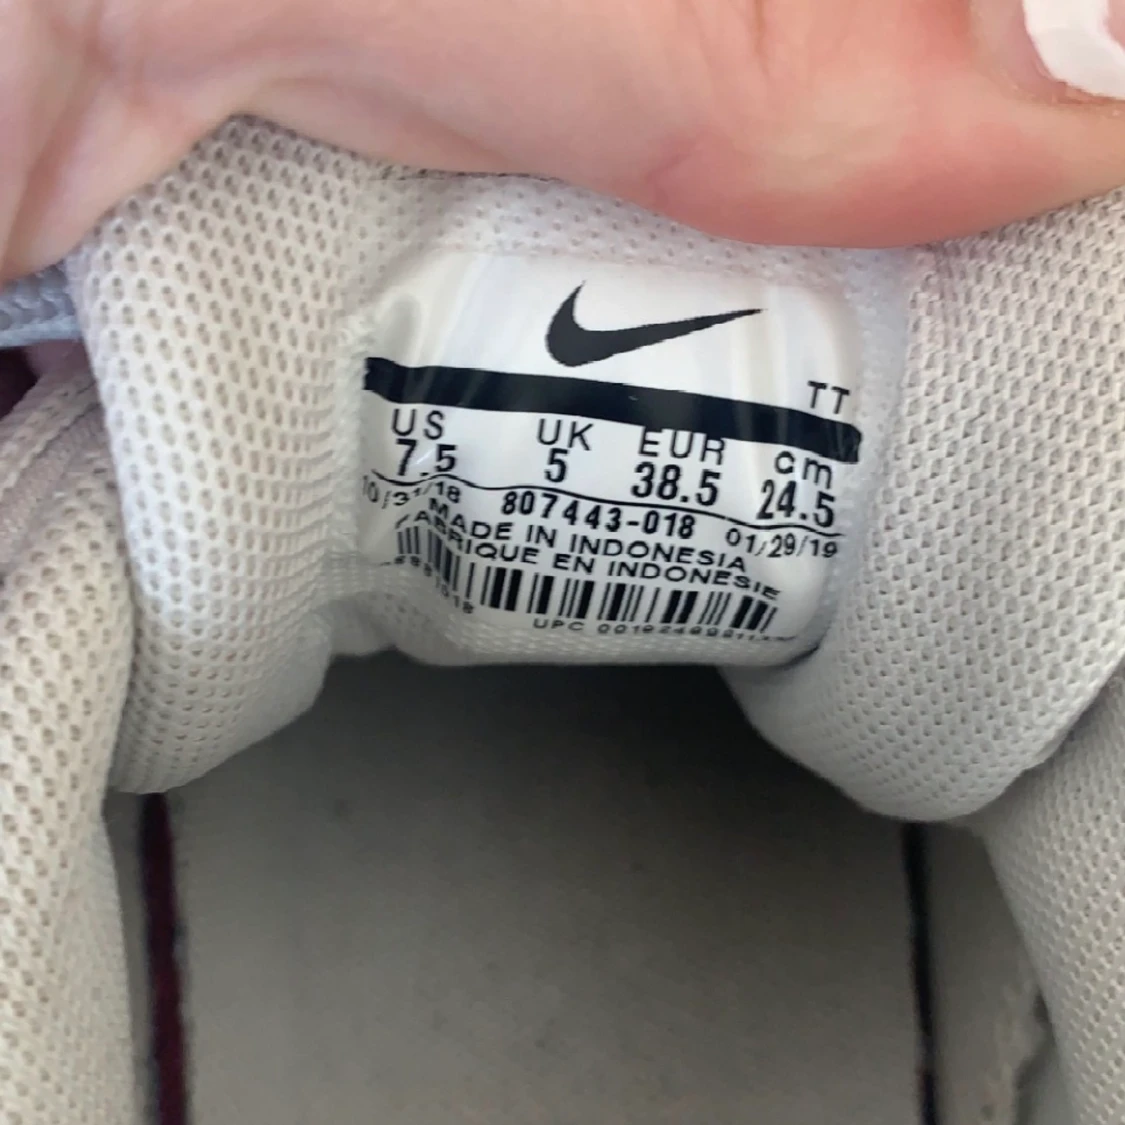 TT
US UK EUR cm
7.5 5 38.5 24.5
10/31/18 807443-018 01/29/19
MADE IN INDONESIA
FABRIQUE EN INDONESIE
UPC